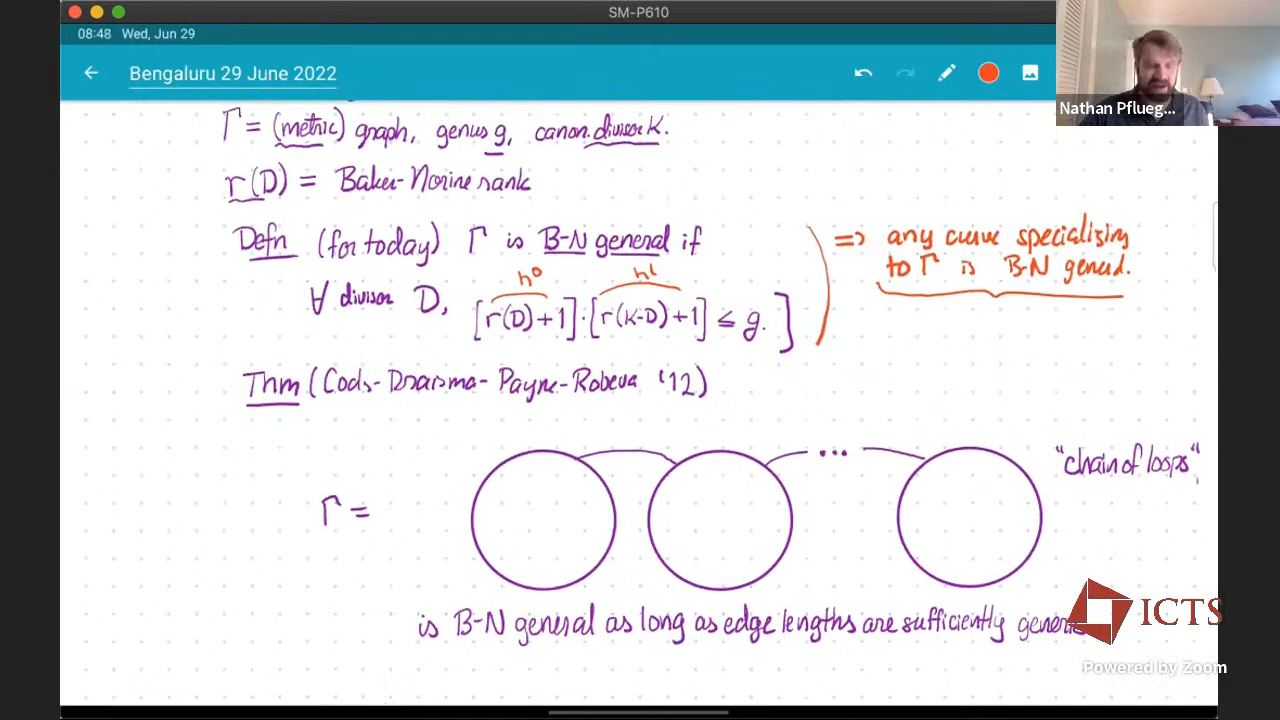 SM-P610
08:48 Wed, Jun 29
Bengaluru 29 June 2022
Nathan Pflueg...
Γ = (metric) graph, genus g, canon. divisor K.
r(D) = Baker-Norine rank
Defn (for today) Γ is B-N general if
h⁰ h¹
∀ divisor D, [r(D)+1]·[r(K-D)+1] ≤ g. ]
⇒ any curve specializing
to Γ is B-N general.
Thm (Cools-Draisma-Payne-Robeva '12)
Γ =
...
"chain of loops",
is B-N general as long as edge lengths are sufficiently generic
ICTS
Powered by Zoom